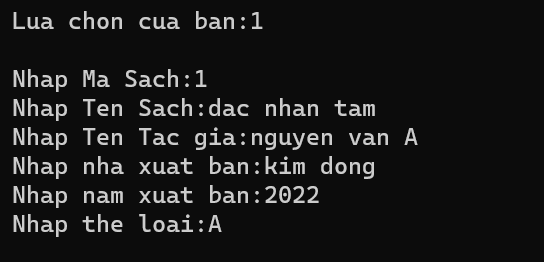 Lua chon cua ban:1
Nhap Ma Sach:1
Nhap Ten Sach:dac nhan tam
Nhap Ten Tac gia:nguyen van A
Nhap nha xuat ban:kim dong
Nhap nam xuat ban:2022
Nhap the loai:A